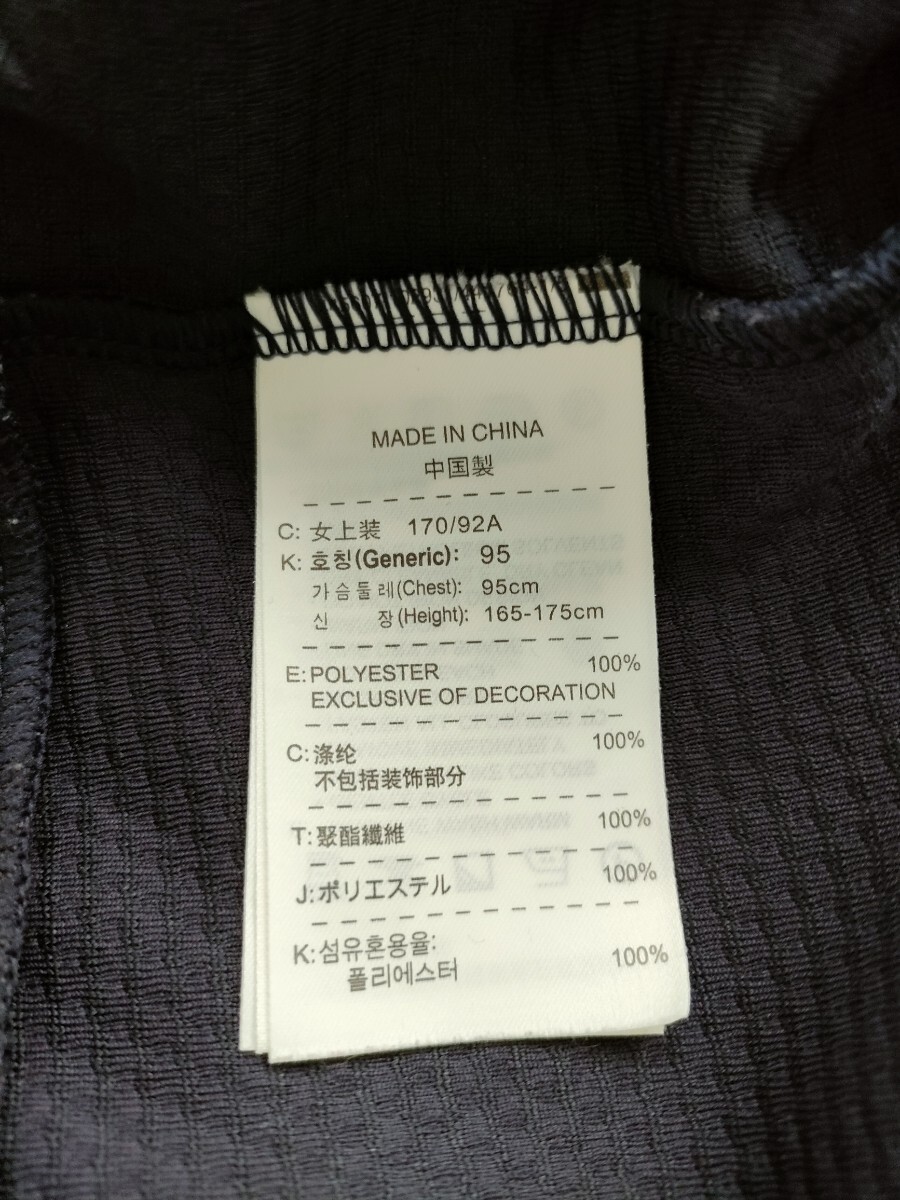 MADE IN CHINA
中国製
C: 女上装 170/92A
K: 호칭(Generic): 95
가슴둘레(Chest): 95cm
신 장(Height): 165-175cm
E: POLYESTER 100%
EXCLUSIVE OF DECORATION
C: 涤纶 100%
不包括装饰部分
T: 聚酯纖維 100%
J: ポリエステル 100%
K: 섬유혼용율:
폴리에스터 100%